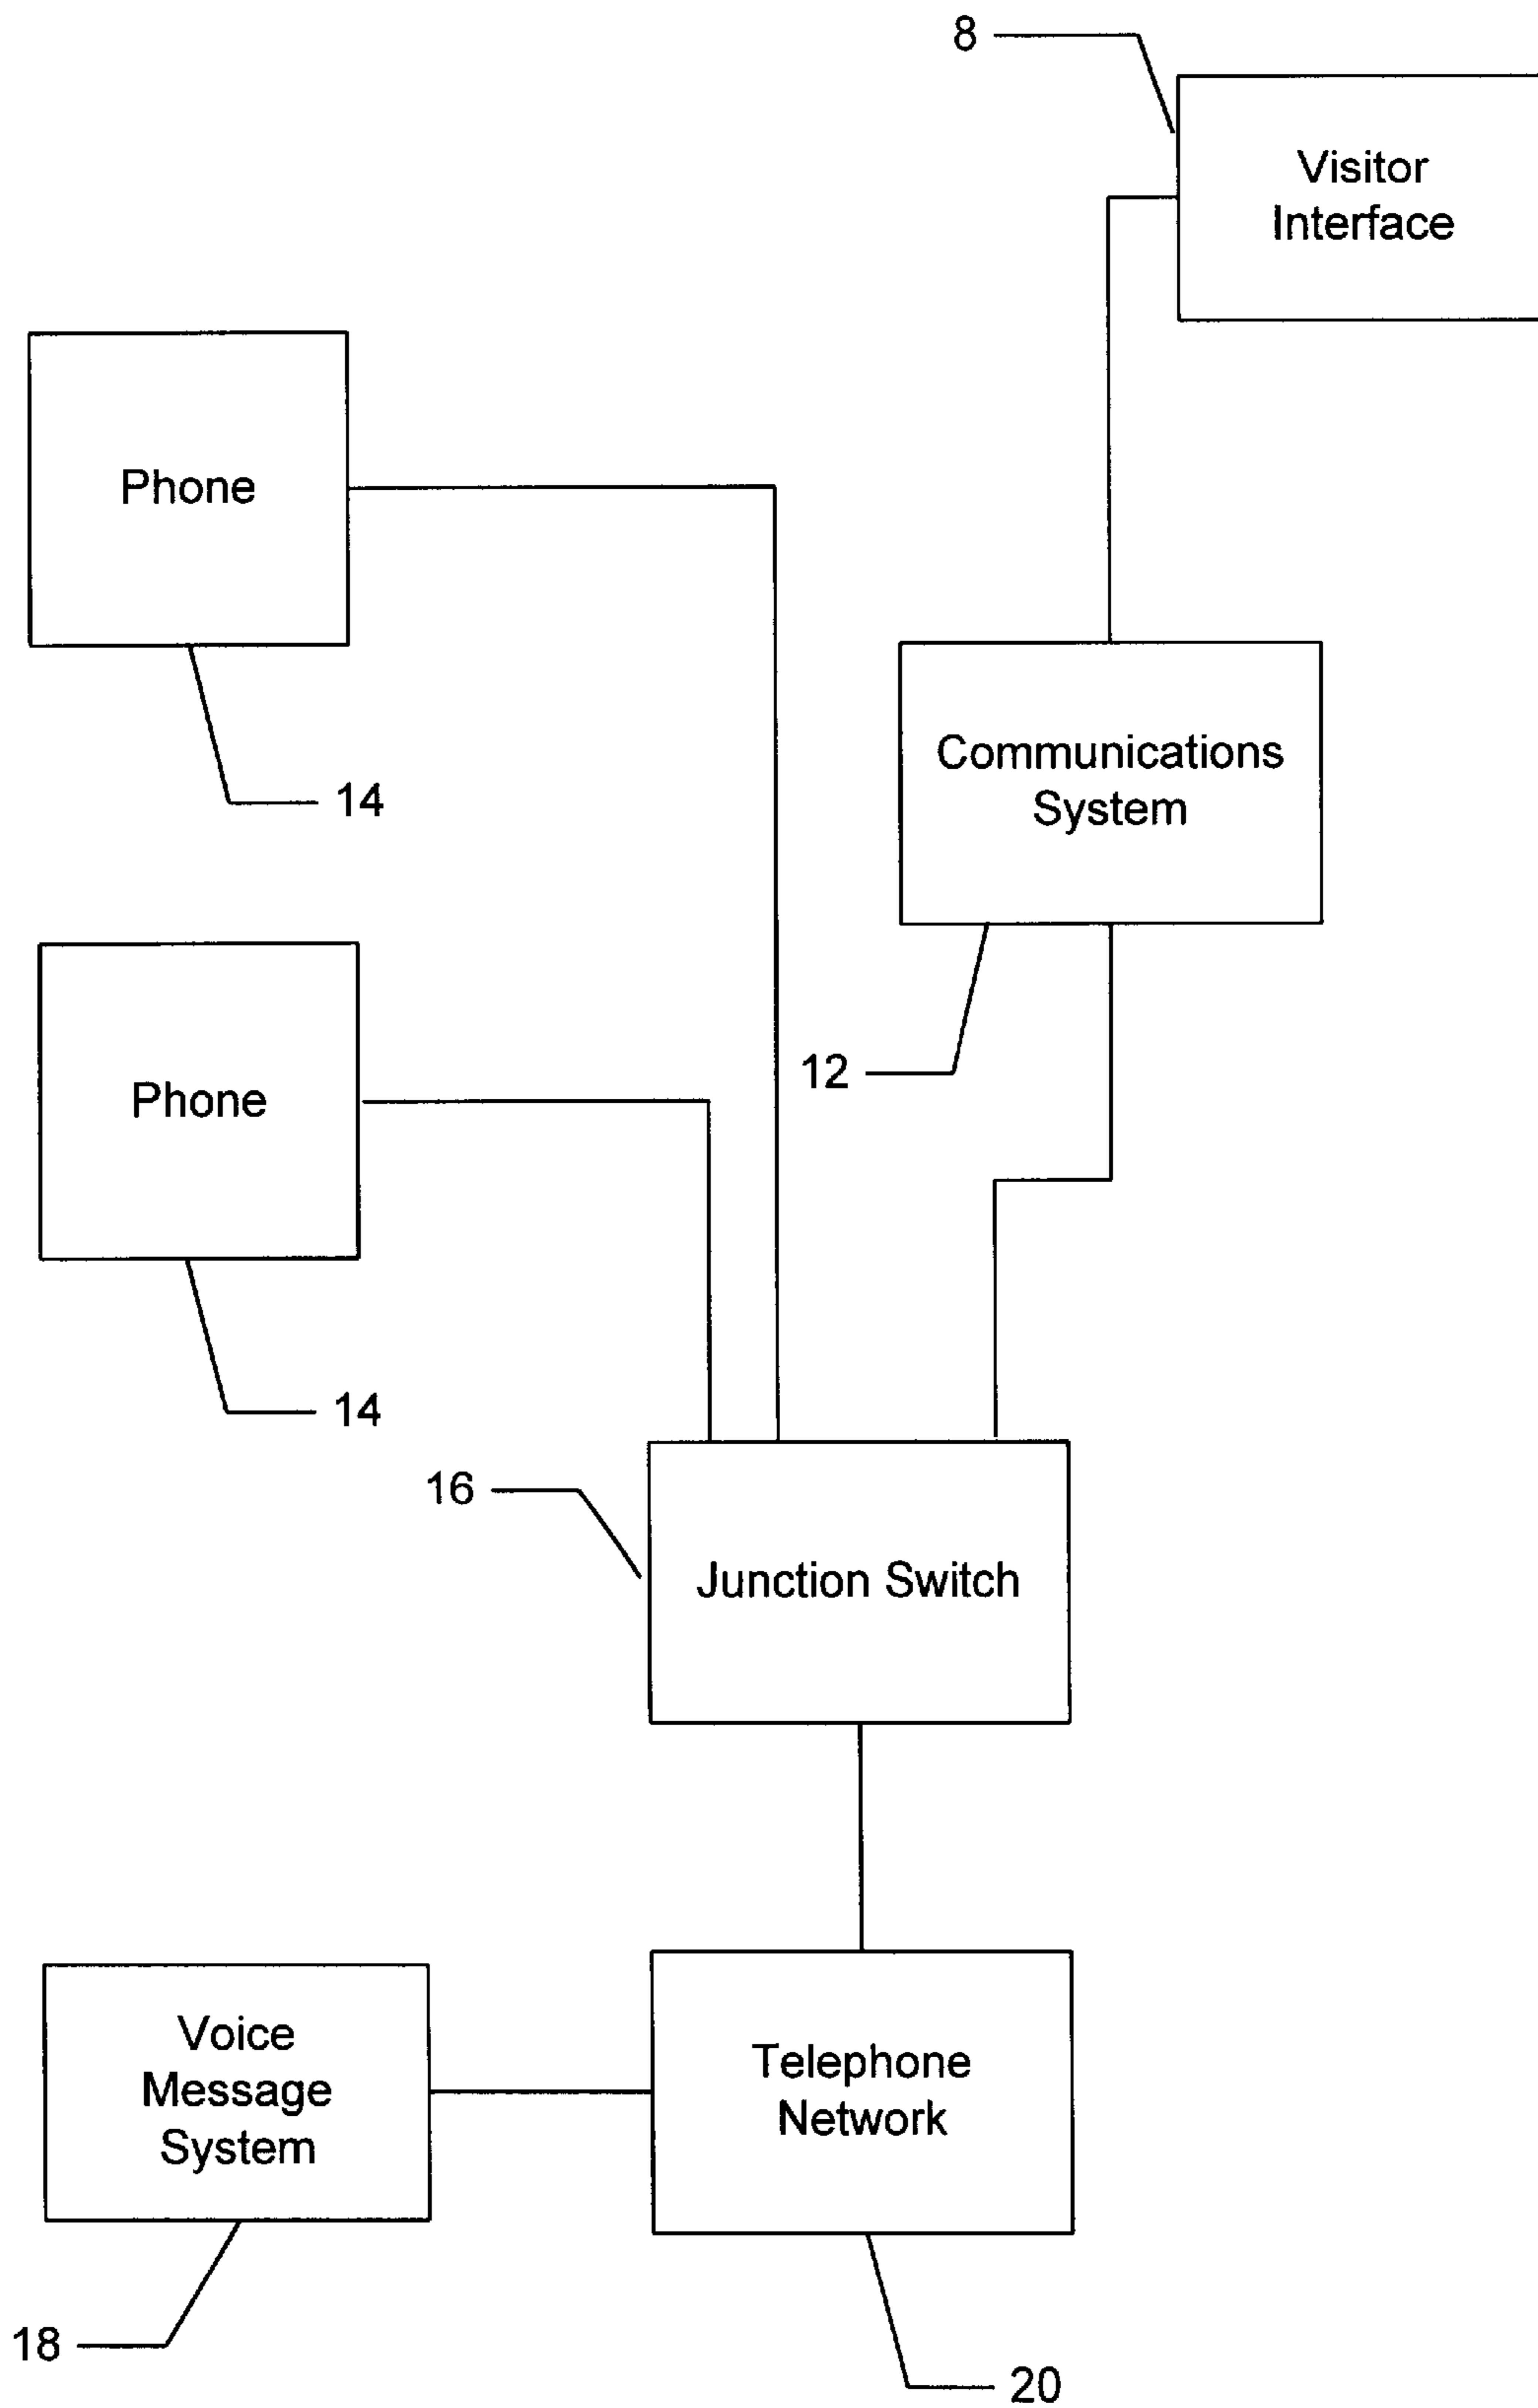 8
Visitor
Interface
Phone
14
Communications
System
12
Phone
14
16
Junction Switch
Voice
Message
System
Telephone
Network
18
20